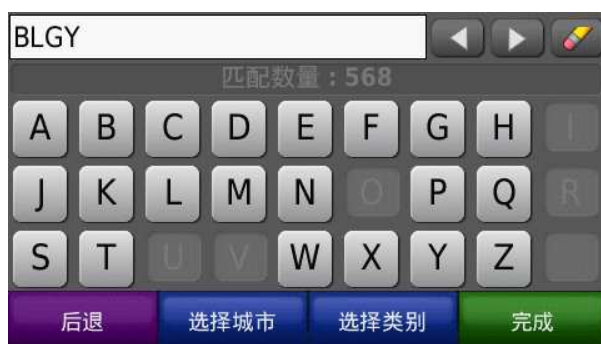 BLGY
匹配数量：568
A B C D E F G H I
J K L M N O P Q R
S T U V W X Y Z
后退 选择城市 选择类别 完成